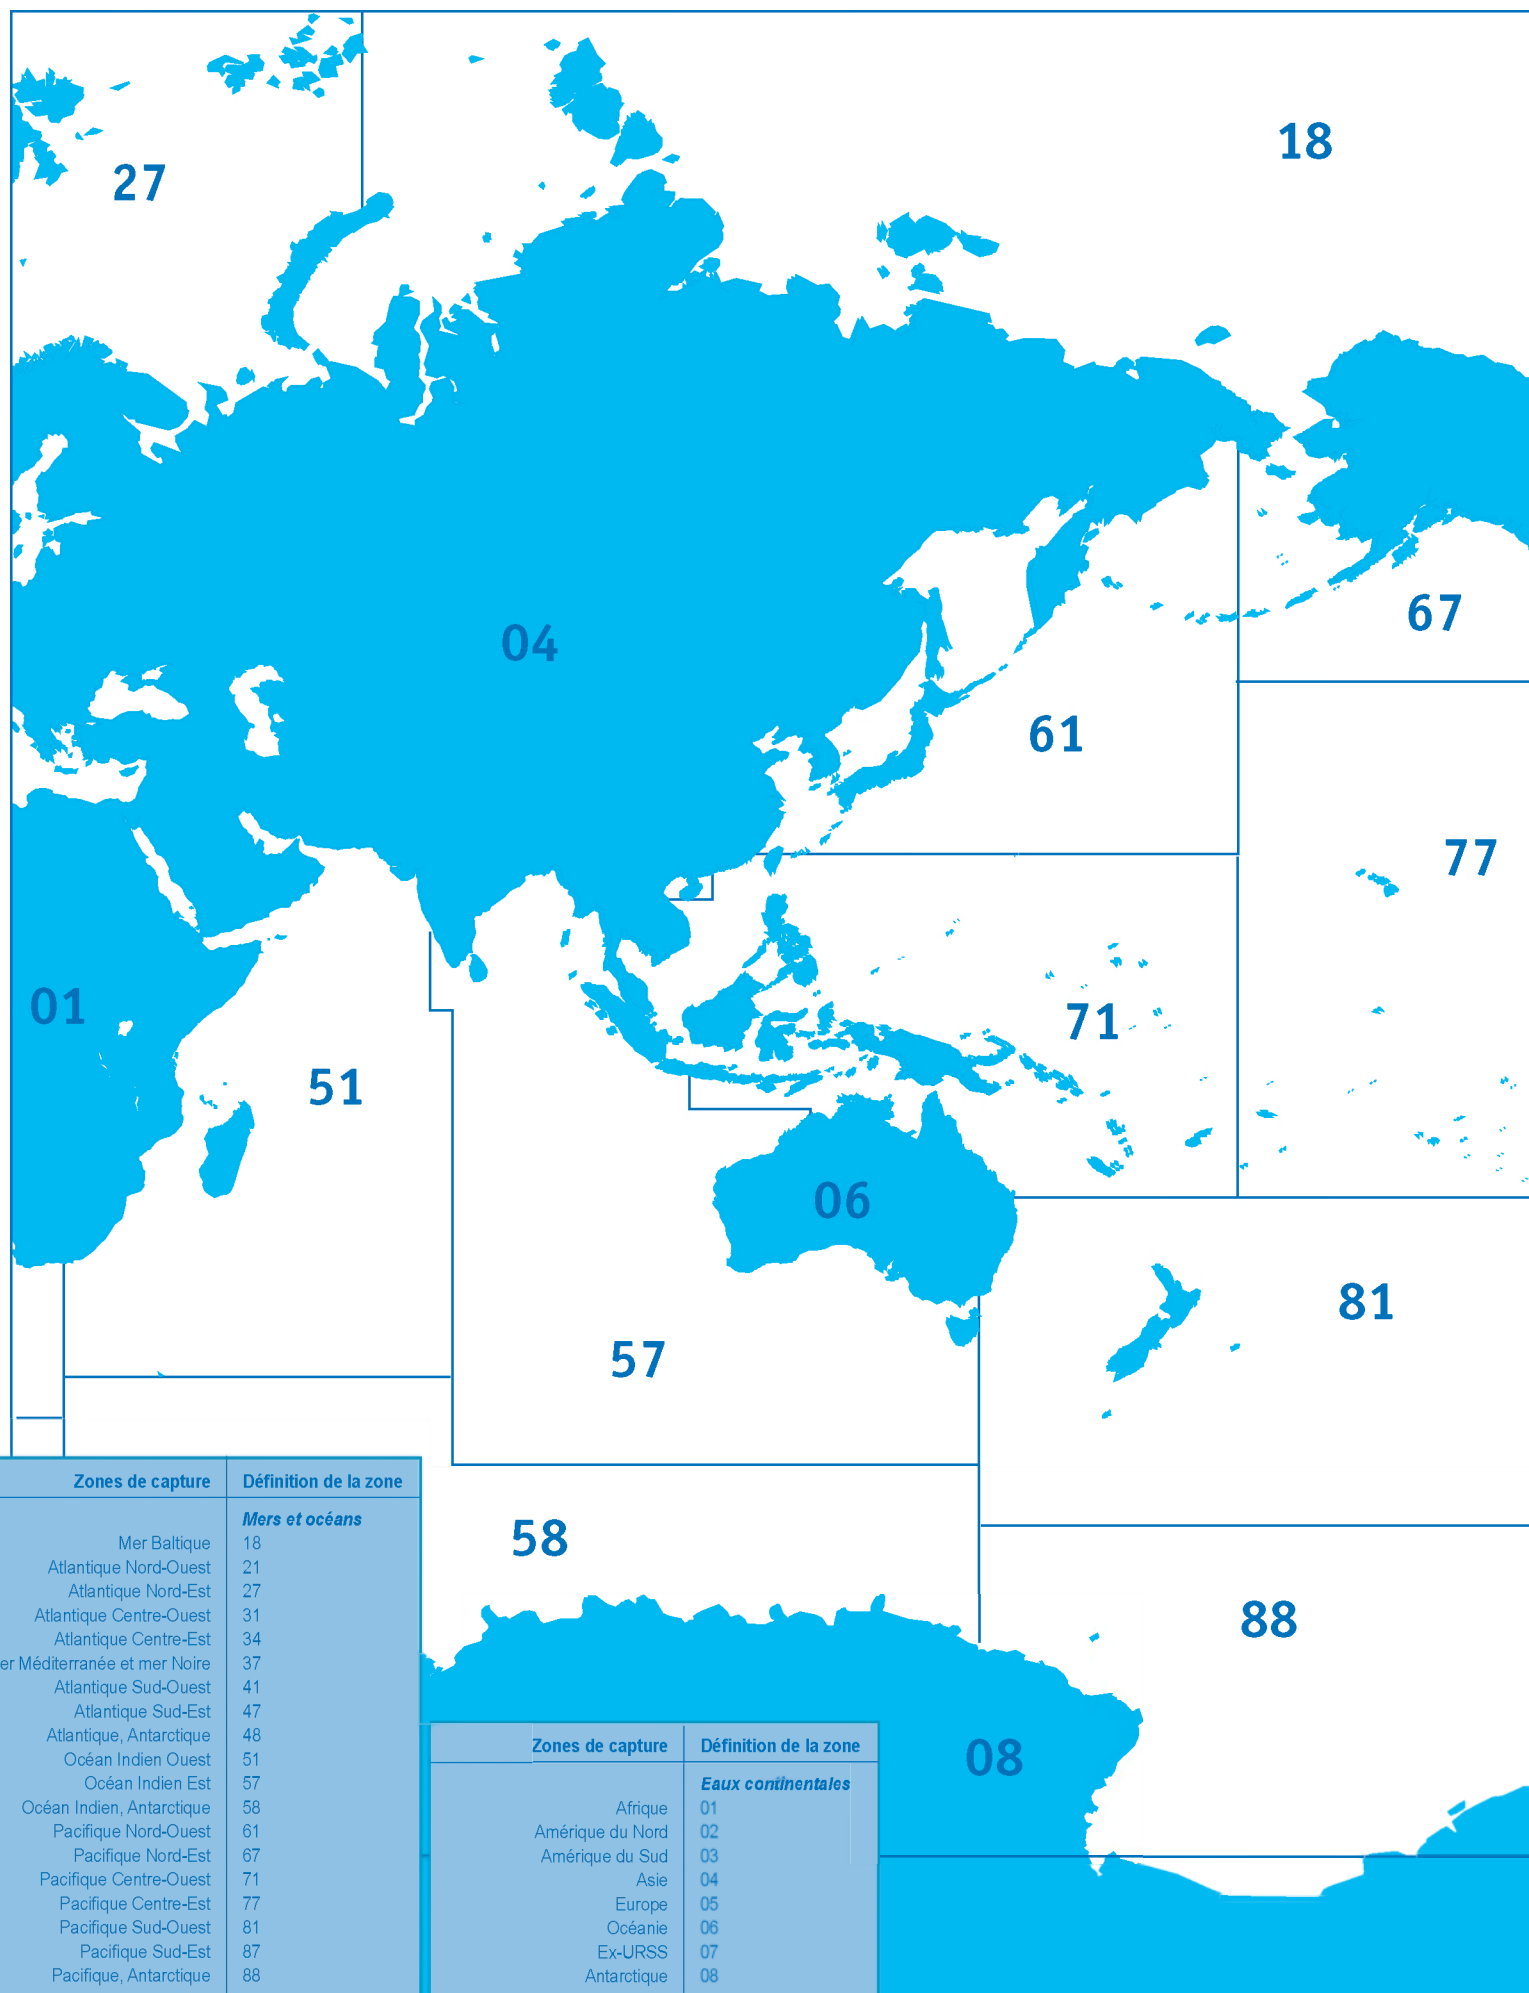 18
27
67
04
61
77
01
71
51
06
81
57
58
88
08
Zones de capture Définition de la zone
Mers et océans
Mer Baltique 18
Atlantique Nord-Ouest 21
Atlantique Nord-Est 27
Atlantique Centre-Ouest 31
Atlantique Centre-Est 34
er Méditerranée et mer Noire 37
Atlantique Sud-Ouest 41
Atlantique Sud-Est 47
Atlantique, Antarctique 48
Océan Indien Ouest 51
Océan Indien Est 57
Océan Indien, Antarctique 58
Pacifique Nord-Ouest 61
Pacifique Nord-Est 67
Pacifique Centre-Ouest 71
Pacifique Centre-Est 77
Pacifique Sud-Ouest 81
Pacifique Sud-Est 87
Pacifique, Antarctique 88
Zones de capture Définition de la zone
Eaux continentales
Afrique 01
Amérique du Nord 02
Amérique du Sud 03
Asie 04
Europe 05
Océanie 06
Ex-URSS 07
Antarctique 08